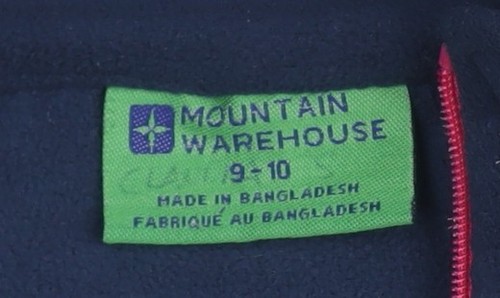 MOUNTAIN
WAREHOUSE
9-10
MADE IN BANGLADESH
FABRIQUÉ AU BANGLADESH